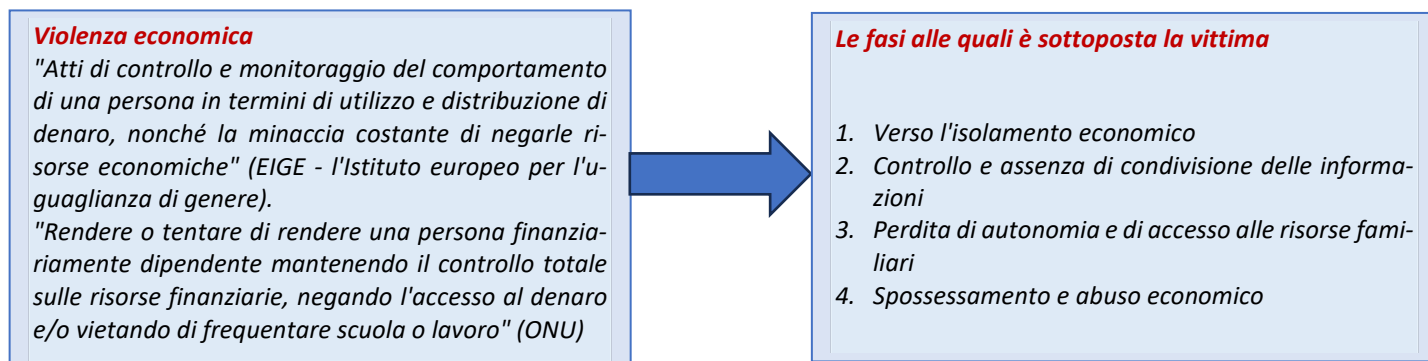 Violenza economica
"Atti di controllo e monitoraggio del comportamento
di una persona in termini di utilizzo e distribuzione di
denaro, nonché la minaccia costante di negarle ri-
sorse economiche" (EIGE - l'Istituto europeo per l'u-
guaglianza di genere).
"Rendere o tentare di rendere una persona finanzia-
riamente dipendente mantenendo il controllo totale
sulle risorse finanziarie, negando l'accesso al denaro
e/o vietando di frequentare scuola o lavoro" (ONU)
Le fasi alle quali è sottoposta la vittima
1. Verso l'isolamento economico
2. Controllo e assenza di condivisione delle informa-
zioni
3. Perdita di autonomia e di accesso alle risorse fami-
liari
4. Spossessamento e abuso economico